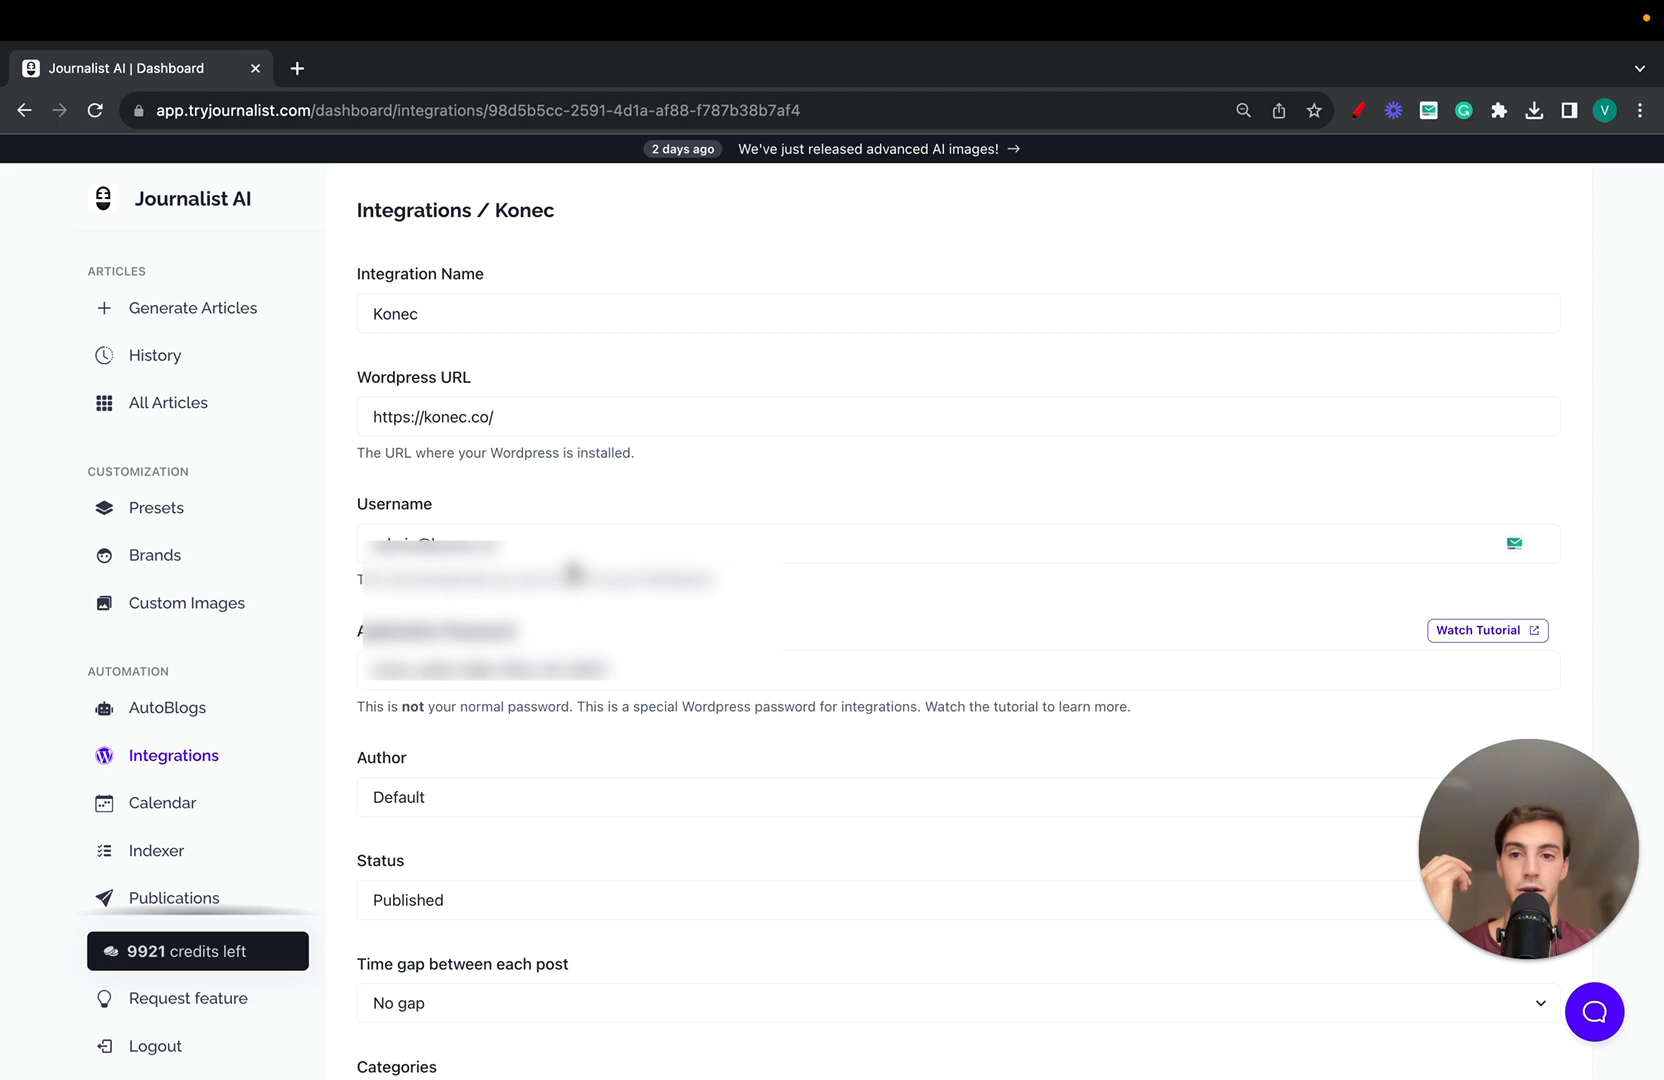 Journalist AI | Dashboard
app.tryjournalist.com/dashboard/integrations/98d5b5cc-2591-4d1a-af88-f787b38b7af4
V
2 days ago We've just released advanced AI images! →
Journalist AI
ARTICLES
Generate Articles
History
All Articles
CUSTOMIZATION
Presets
Brands
Custom Images
AUTOMATION
AutoBlogs
Integrations
Calendar
Indexer
Publications
9921 credits left
Request feature
Logout
Integrations / Konec
Integration Name
Konec
Wordpress URL
https://konec.co/
The URL where your Wordpress is installed.
Username
Watch Tutorial
This is not your normal password. This is a special Wordpress password for integrations. Watch the tutorial to learn more.
Author
Default
Status
Published
Time gap between each post
No gap
Categories